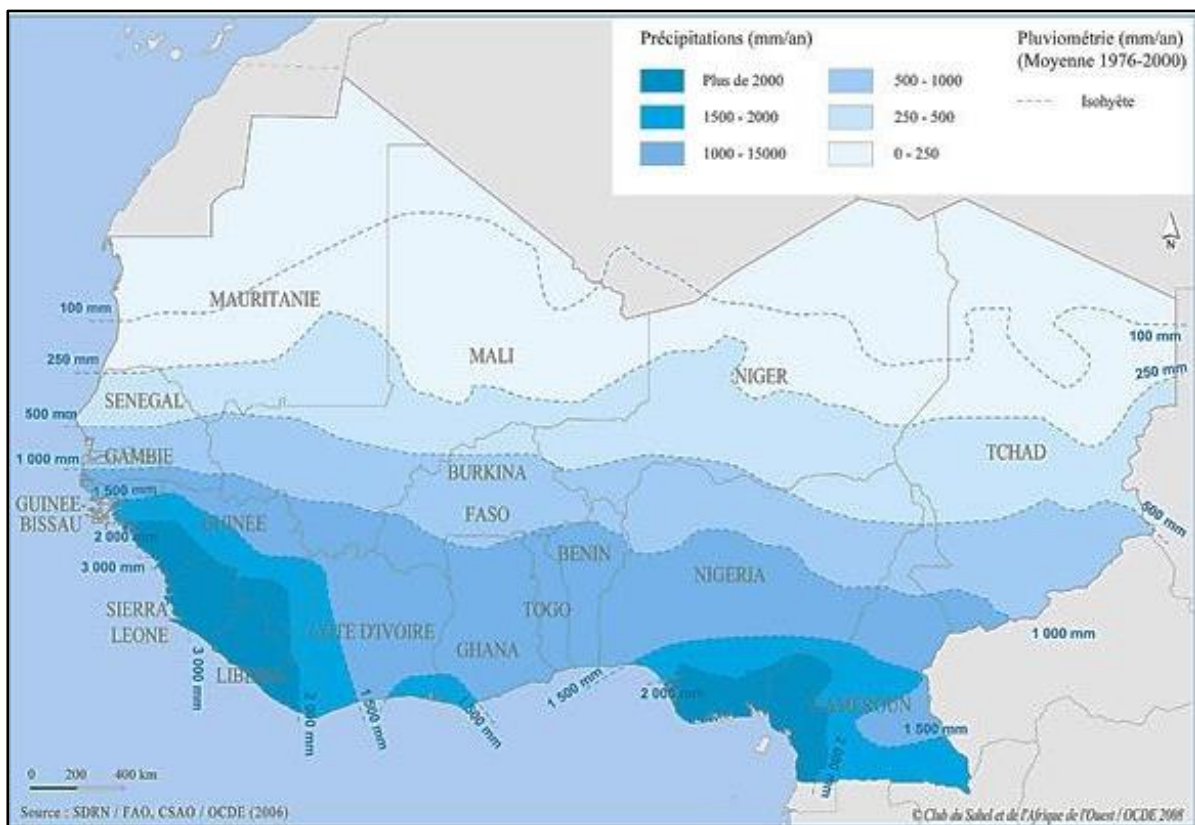 Précipitations (mm/an)
Plus de 2000
1500 - 2000
1000 - 15000
500 - 1000
250 - 500
0 - 250
Pluviométrie (mm/an)
(Moyenne 1976-2000)
Isohyète
N
MAURITANIE
100 mm
100 mm
250 mm
MALI
NIGER
250 mm
SENEGAL
500 mm
TCHAD
GAMBIE
1 000 mm
BURKINA
FASO
1 500 mm
GUINEE-
BISSAU
GUINEE
500 mm
2 000 mm
BENIN
3 000 mm
NIGERIA
SIERRA
LEONE
TOGO
CÔTE D'IVOIRE
GHANA
1 000 mm
LIBERIA
3 000 mm
2 000 mm
1 500 mm
1 500 mm
1 500 mm
2 000 mm
CAMEROUN
1 500 mm
2 000 mm
0 200 400 km
Source : SDRN / FAO, CSAO / OCDE (2006)
© Club du Sahel et de l'Afrique de l'Ouest / OCDE 2008